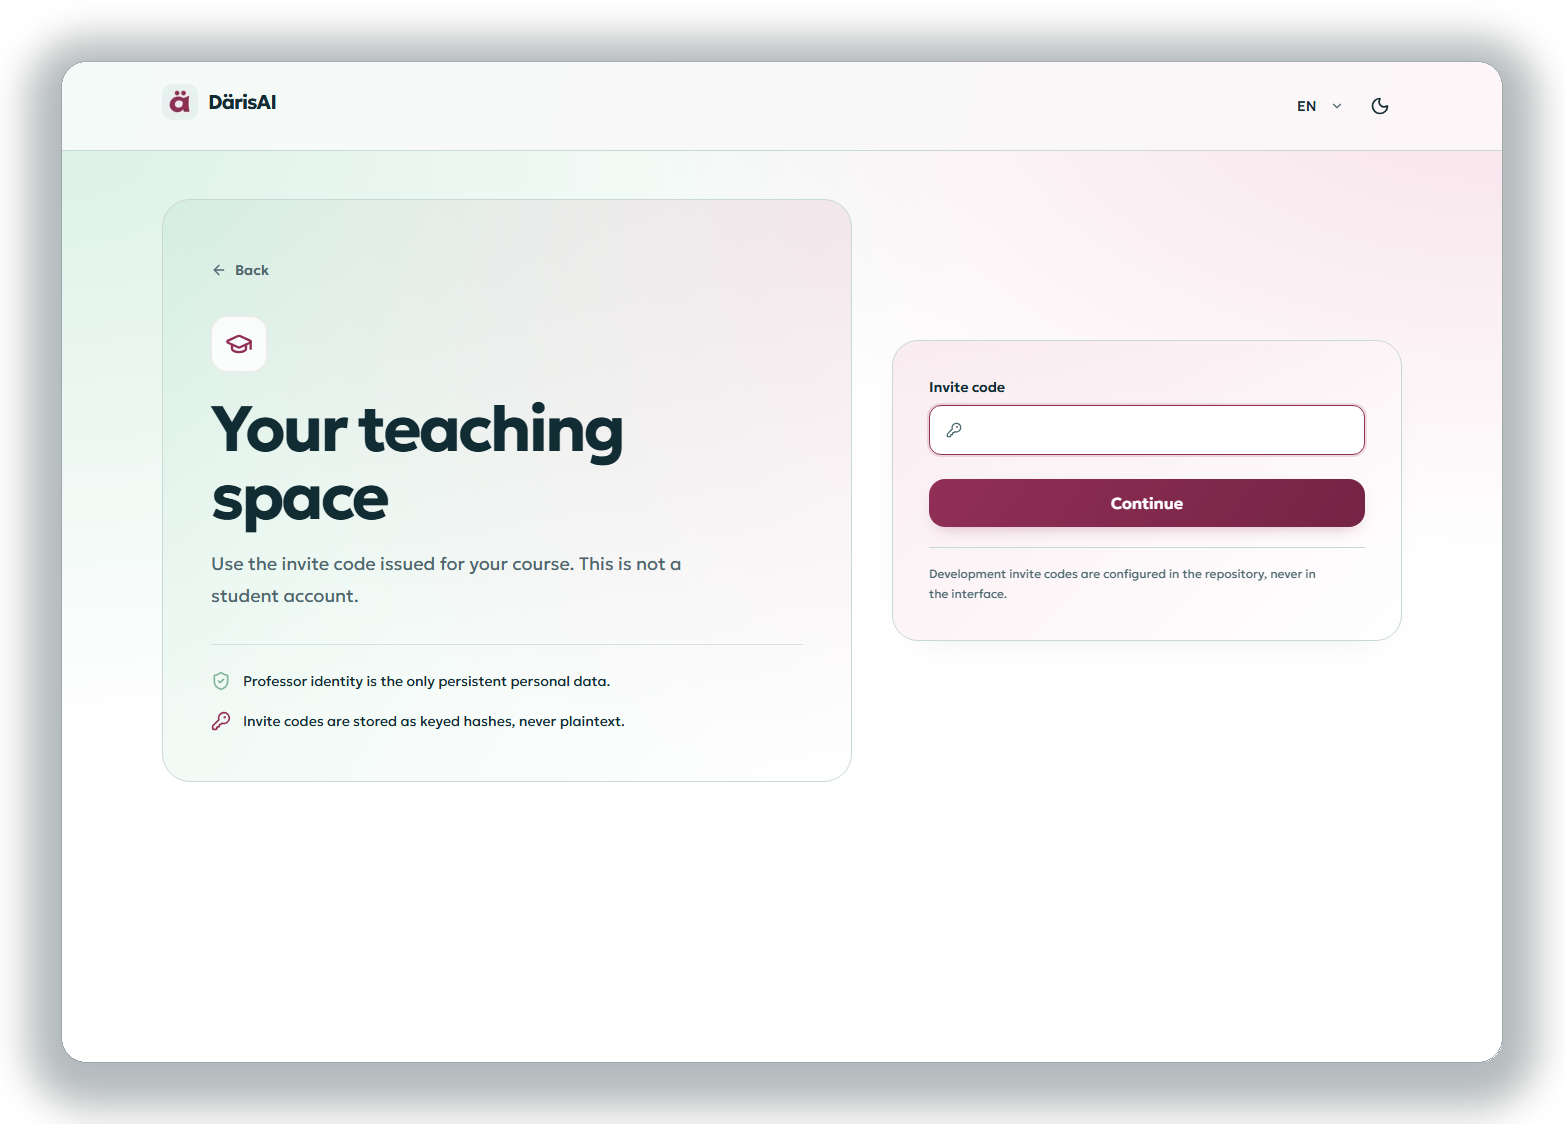 ä DärisAI
EN
Back
Your teaching
space
Use the invite code issued for your course. This is not a
student account.
Professor identity is the only persistent personal data.
Invite codes are stored as keyed hashes, never plaintext.
Invite code
Continue
Development invite codes are configured in the repository, never in
the interface.